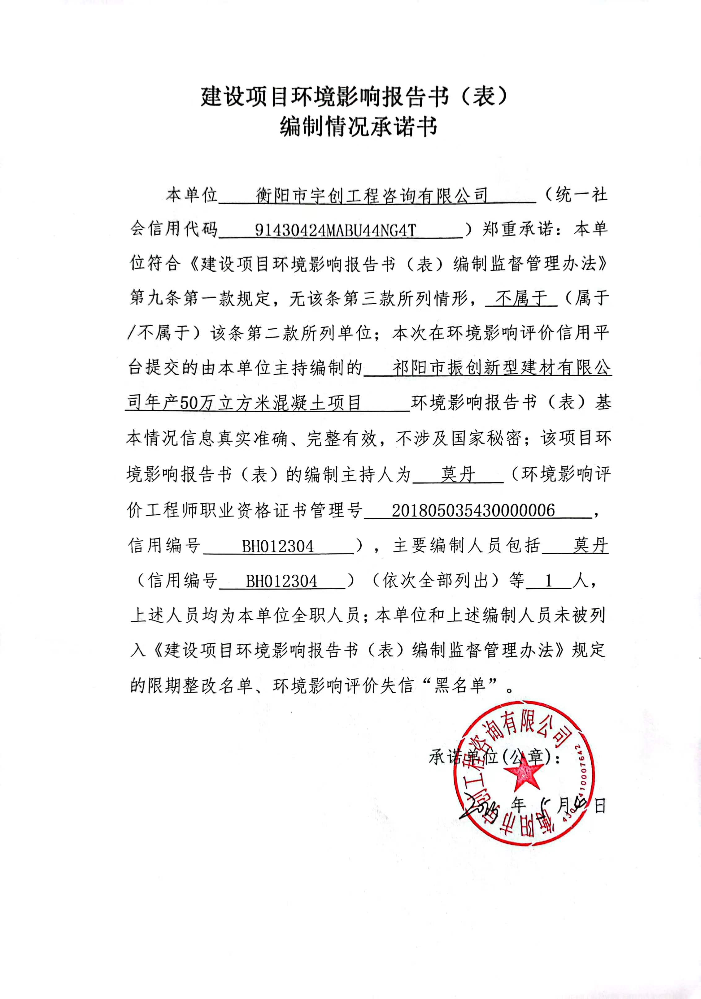 建设项目环境影响报告书（表）
编制情况承诺书
本单位 衡阳市宇创工程咨询有限公司 （统一社
会信用代码 91430424MABU44NG4T ）郑重承诺：本单
位符合《建设项目环境影响报告书（表）编制监督管理办法》
第九条第一款规定，无该条第三款所列情形， 不属于 （属于
/不属于）该条第二款所列单位；本次在环境影响评价信用平
台提交的由本单位主持编制的 祁阳市振创新型建材有限公
司年产50万立方米混凝土项目 环境影响报告书（表）基
本情况信息真实准确、完整有效，不涉及国家秘密；该项目环
境影响报告书（表）的编制主持人为 莫丹 （环境影响评
价工程师职业资格证书管理号 201805035430000006 ，
信用编号 BH012304 ），主要编制人员包括 莫丹
（信用编号 BH012304 ）（依次全部列出）等 1 人，
上述人员均为本单位全职人员；本单位和上述编制人员未被列
入《建设项目环境影响报告书（表）编制监督管理办法》规定
的限期整改名单、环境影响评价失信“黑名单”。
衡阳市宇创工程咨询有限公司
承诺单位(公章)：
年 5 月 日